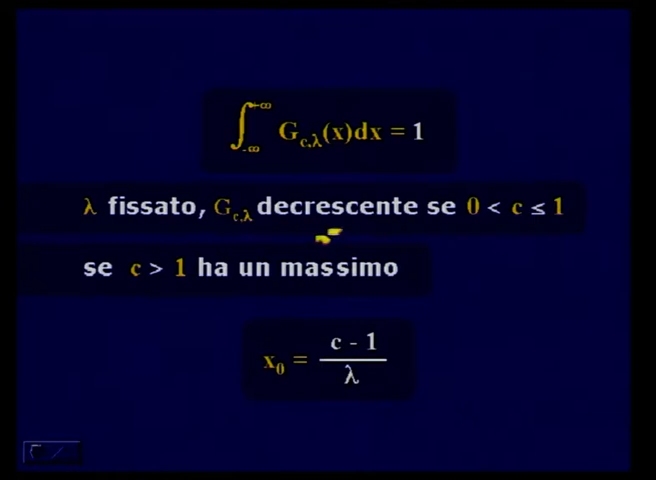 ∫₋∞⁺∞ G_{c,λ}(x)dx = 1
λ fissato, G_{c,λ} decrescente se 0 < c ≤ 1
se c > 1 ha un massimo
x₀ = (c - 1) / λ